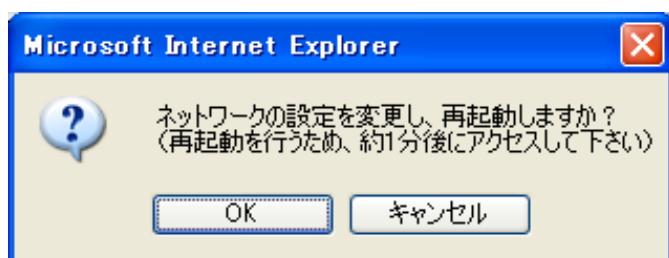 Microsoft Internet Explorer
ネットワークの設定を変更し、再起動しますか？
（再起動を行うため、約1分後にアクセスして下さい）
OK
キャンセル